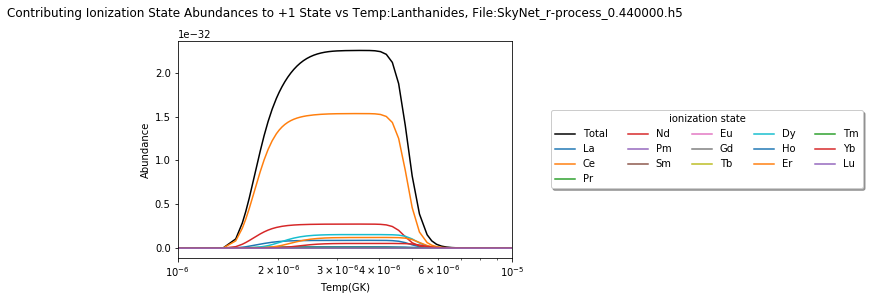 Contributing Ionization State Abundances to +1 State vs Temp:Lanthanides, File:SkyNet_r-process_0.440000.h5
1e−32
2.0
1.5
1.0
0.5
0.0
Abundance
10⁻⁶
2 × 10⁻⁶
3 × 10⁻⁶
4 × 10⁻⁶
6 × 10⁻⁶
10⁻⁵
Temp(GK)
ionization state
Total Nd Eu Dy Tm
La Pm Gd Ho Yb
Ce Sm Tb Er Lu
Pr